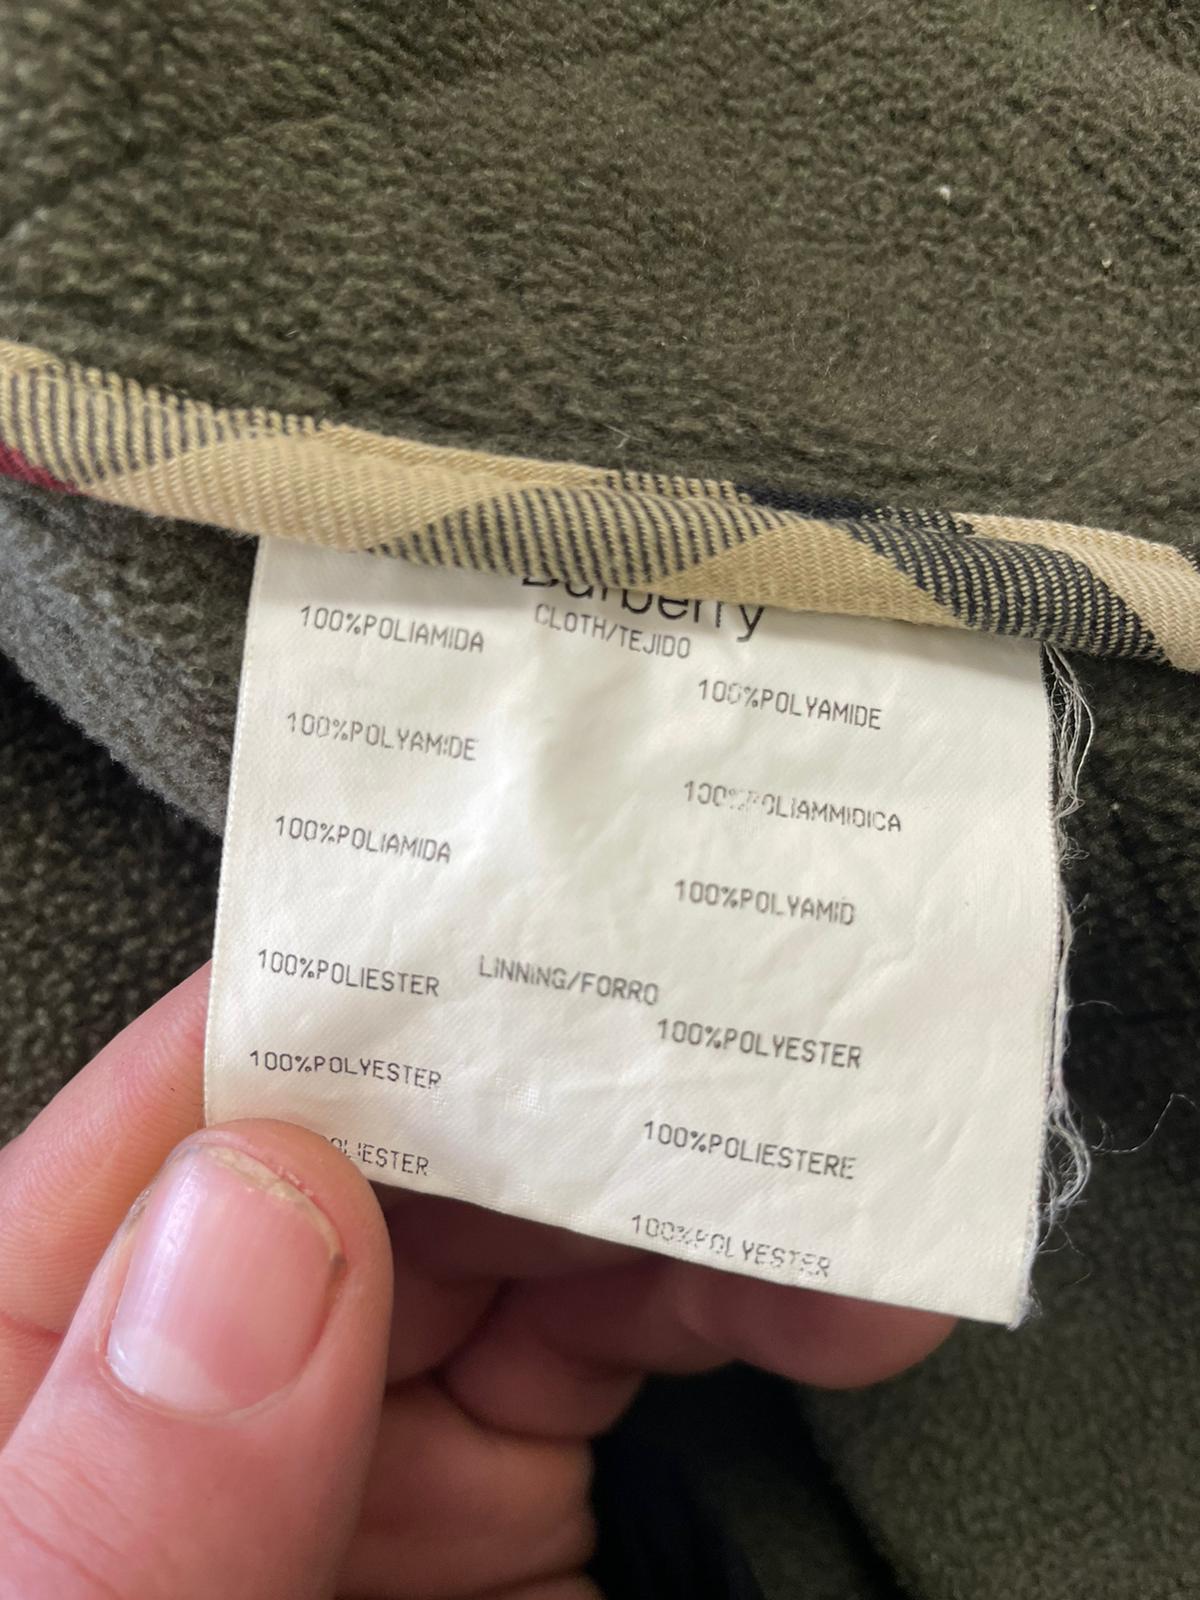 Burberry
CLOTH/TEJIDO
100%POLIAMIDA
100%POLYAMIDE
100%POLYAMIDE
100%POLIAMMIDICA
100%POLIAMIDA
100%POLYAMID
LINNING/FORRO
100%POLIESTER
100%POLYESTER
100%POLYESTER
100%POLIESTERE
OLIESTER
100%POLYESTER